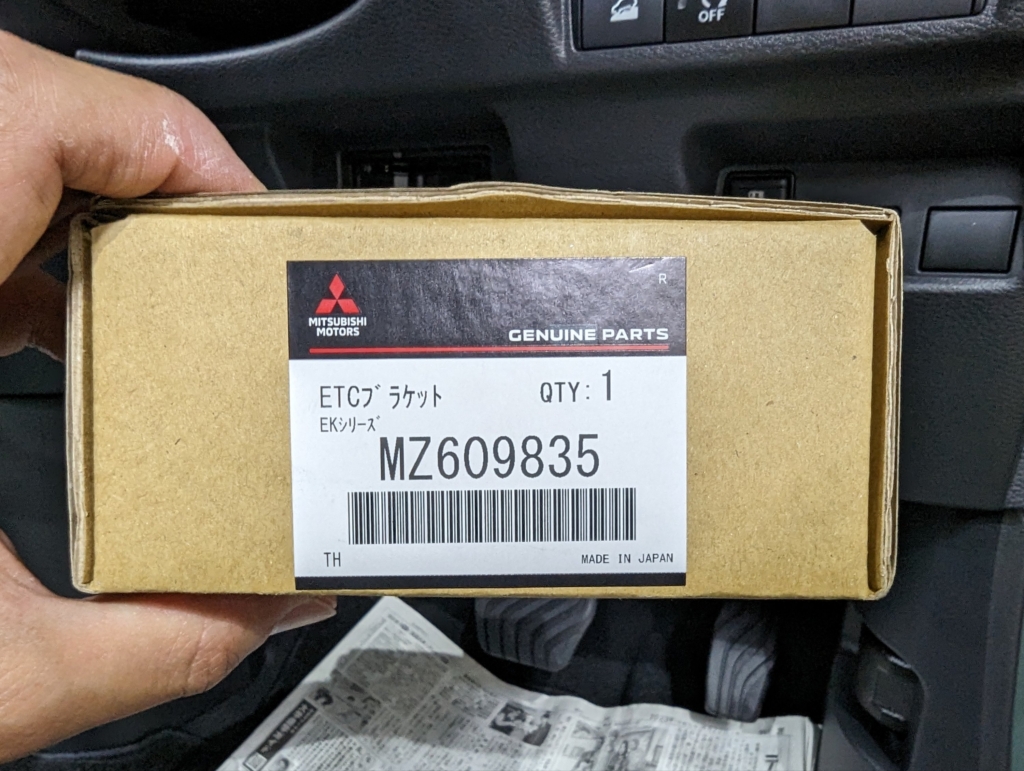 OFF
R
MITSUBISHI
MOTORS
GENUINE PARTS
ETCブラケット QTY: 1
EKシリーズ
MZ609835
TH MADE IN JAPAN